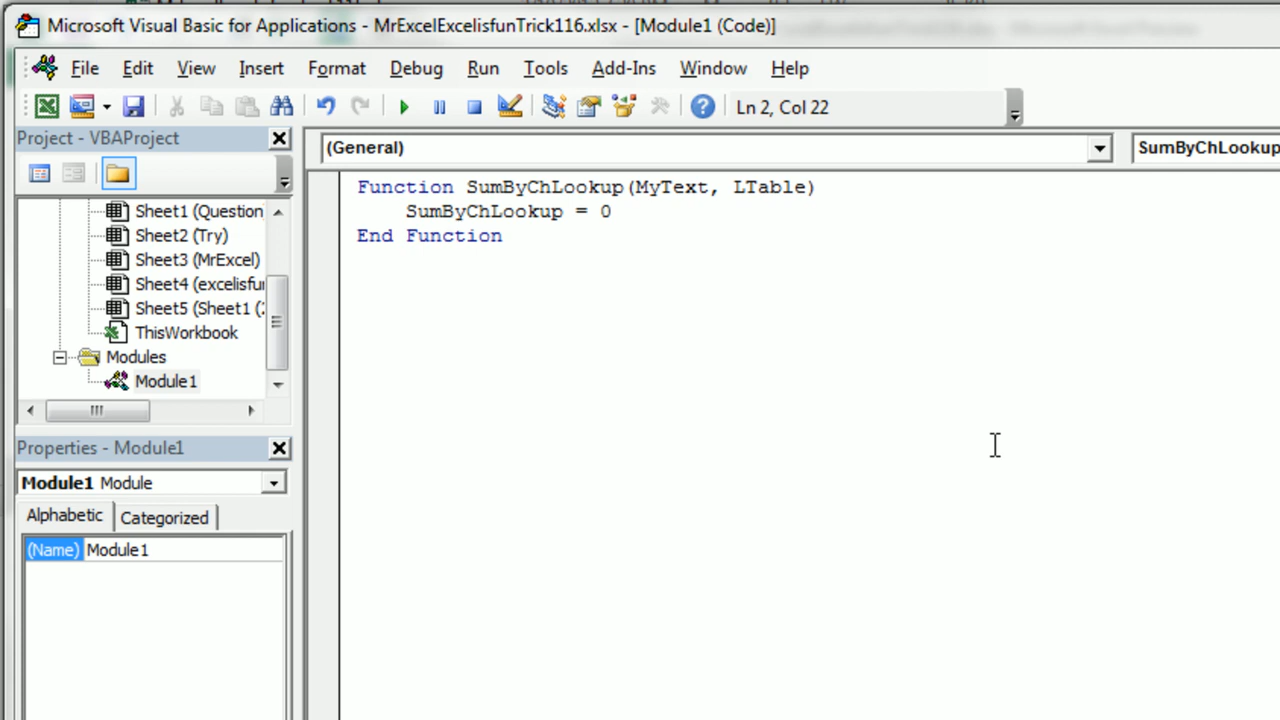 Microsoft Visual Basic for Applications - MrExcelExcelisfunTrick116.xlsx - [Module1 (Code)]
File Edit View Insert Format Debug Run Tools Add-Ins Window Help
Ln 2, Col 22
Project - VBAProject
(General)
SumByChLookup
Sheet1 (Question
Sheet2 (Try)
Sheet3 (MrExcel)
Sheet4 (excelisfu
Sheet5 (Sheet1 (
ThisWorkbook
Modules
Module1
Function SumByChLookup(MyText, LTable)
SumByChLookup = 0
End Function
Properties - Module1
Module1 Module
Alphabetic Categorized
(Name) Module1